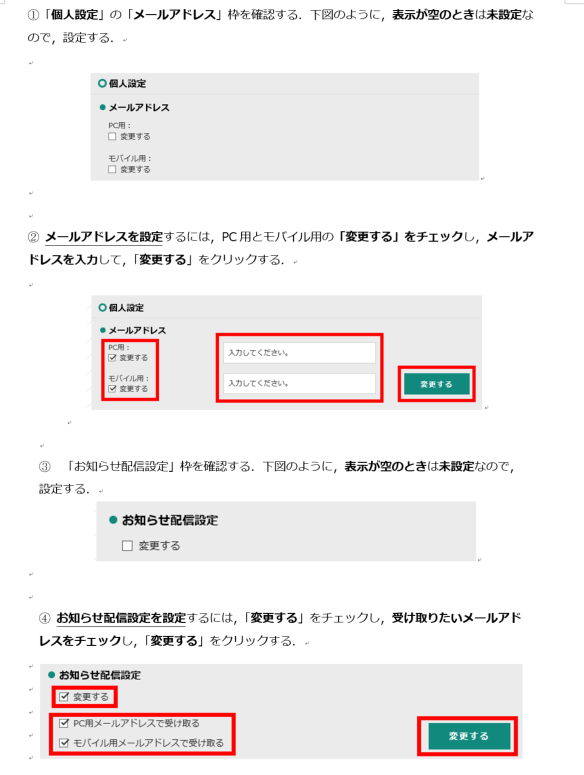 ①「個人設定」の「メールアドレス」枠を確認する．下図のように，表示が空のときは未設定な
ので，設定する．
個人設定
メールアドレス
PC用：
変更する
モバイル用：
変更する
② メールアドレスを設定するには，PC 用とモバイル用の「変更する」をチェックし，メールア
ドレスを入力して，「変更する」をクリックする．
個人設定
メールアドレス
PC用：
変更する
入力してください。
モバイル用：
変更する
入力してください。
変更する
③ 「お知らせ配信設定」枠を確認する．下図のように，表示が空のときは未設定なので，
設定する．
お知らせ配信設定
変更する
④ お知らせ配信設定を設定するには，「変更する」をチェックし，受け取りたいメールアド
レスをチェックし，「変更する」をクリックする．
お知らせ配信設定
変更する
PC用メールアドレスで受け取る
モバイル用メールアドレスで受け取る
変更する